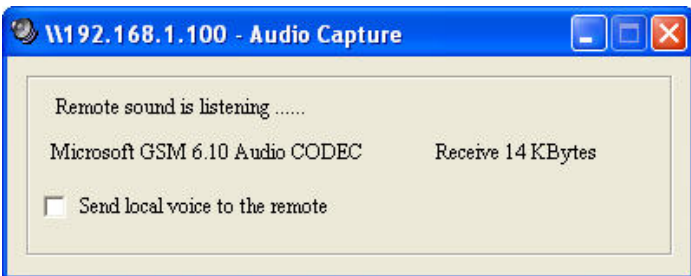 \\192.168.1.100 - Audio Capture
Remote sound is listening ......
Microsoft GSM 6.10 Audio CODEC Receive 14 KBytes
Send local voice to the remote